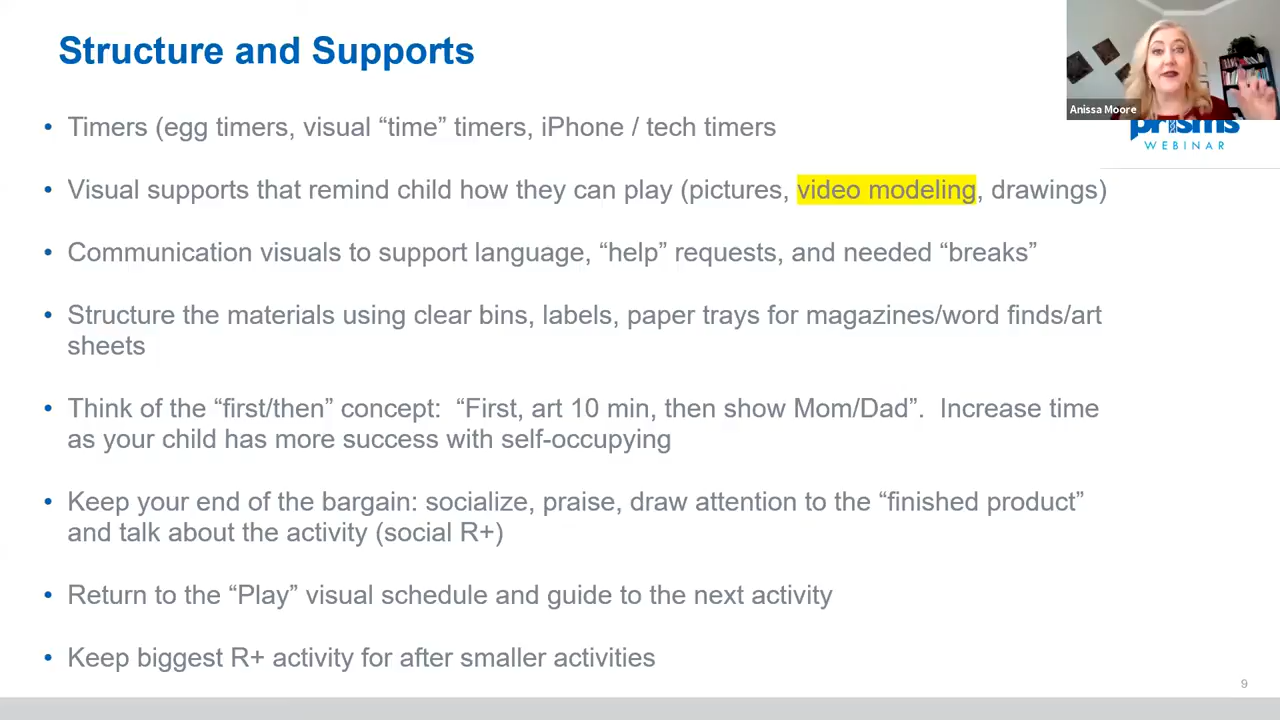 Structure and Supports
Anissa Moore
prisms
WEBINAR
• Timers (egg timers, visual “time” timers, iPhone / tech timers
• Visual supports that remind child how they can play (pictures, video modeling, drawings)
• Communication visuals to support language, “help” requests, and needed “breaks”
• Structure the materials using clear bins, labels, paper trays for magazines/word finds/art
sheets
• Think of the “first/then” concept:  “First, art 10 min, then show Mom/Dad”.  Increase time
as your child has more success with self-occupying
• Keep your end of the bargain: socialize, praise, draw attention to the “finished product”
and talk about the activity (social R+)
• Return to the “Play” visual schedule and guide to the next activity
• Keep biggest R+ activity for after smaller activities
9